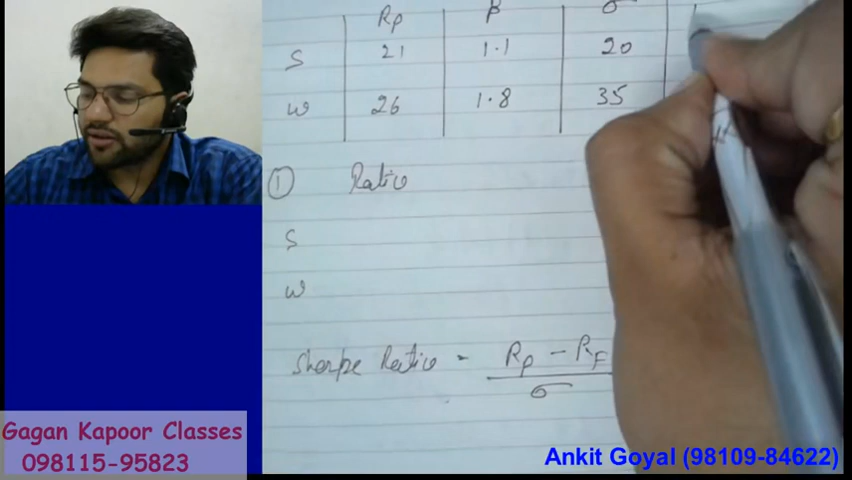 Rp β σ
S 21 1.1 20
W 26 1.8 35
① Ratio
S
W
Sharpe Ratio = Rp - RF
σ
Gagan Kapoor Classes
098115-95823
Ankit Goyal (98109-84622)